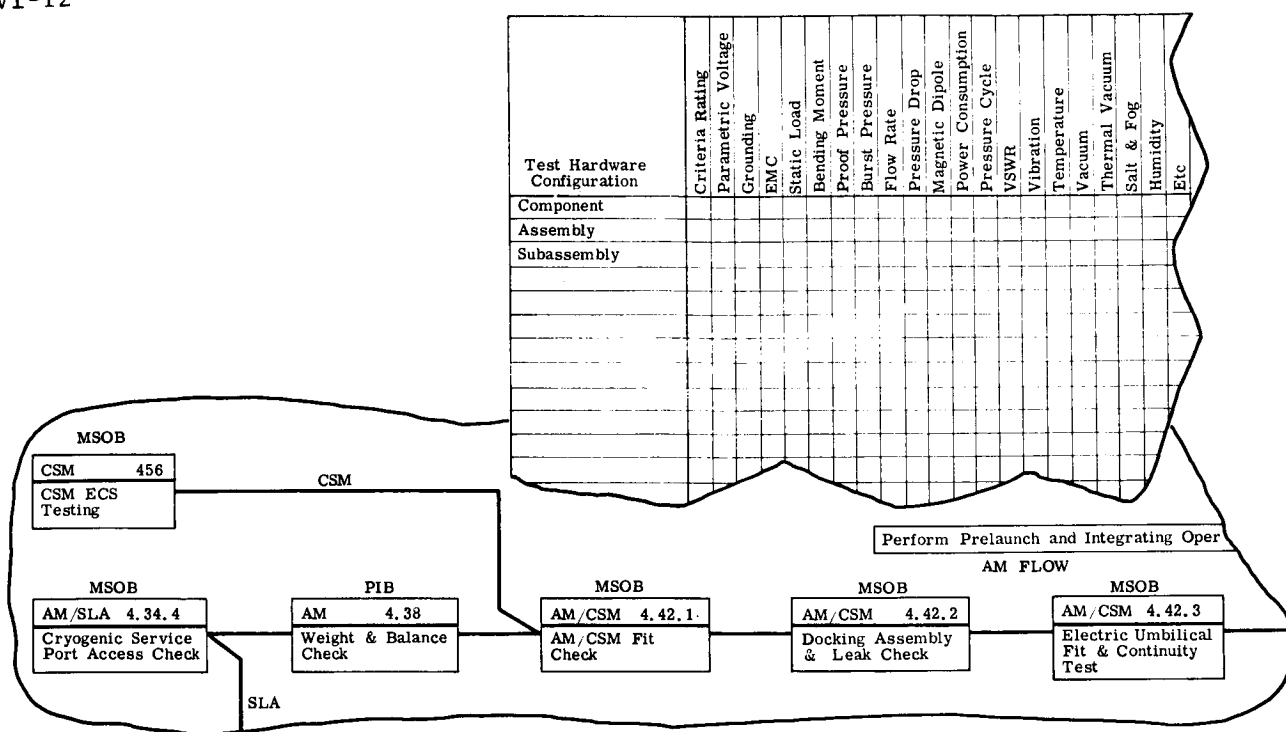 VI-12
Test Hardware
Configuration
Criteria Rating
Parametric Voltage
Grounding
EMC
Static Load
Bending Moment
Proof Pressure
Burst Pressure
Flow Rate
Pressure Drop
Magnetic Dipole
Power Consumption
Pressure Cycle
VSWR
Vibration
Temperature
Vacuum
Thermal Vacuum
Salt & Fog
Humidity
Etc
Component
Assembly
Subassembly
MSOB
CSM 456
CSM ECS
Testing
CSM
Perform Prelaunch and Integrating Oper
AM FLOW
MSOB
AM/SLA 4.34.4
Cryogenic Service
Port Access Check
SLA
PIB
AM 4.38
Weight & Balance
Check
MSOB
AM/CSM 4.42.1
AM/CSM Fit
Check
MSOB
AM/CSM 4.42.2
Docking Assembly
& Leak Check
MSOB
AM/CSM 4.42.3
Electric Umbilical
Fit & Continuity
Test